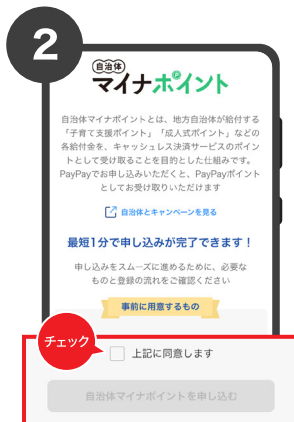 2
自治体
マイナポイント
自治体マイナポイントとは、地方自治体が給付する
「子育て支援ポイント」「成人式ポイント」などの
各給付金を、キャッシュレス決済サービスのポイン
トとして受け取ることを目的とした仕組みです。
PayPayでお申し込みいただくと、PayPayポイント
としてお受け取りいただけます
自治体とキャンペーンを見る
最短1分で申し込みが完了できます！
申し込みをスムーズに進めるために、必要な
ものと登録の流れをご確認ください
事前に用意するもの
チェック
上記に同意します
自治体マイナポイントを申し込む